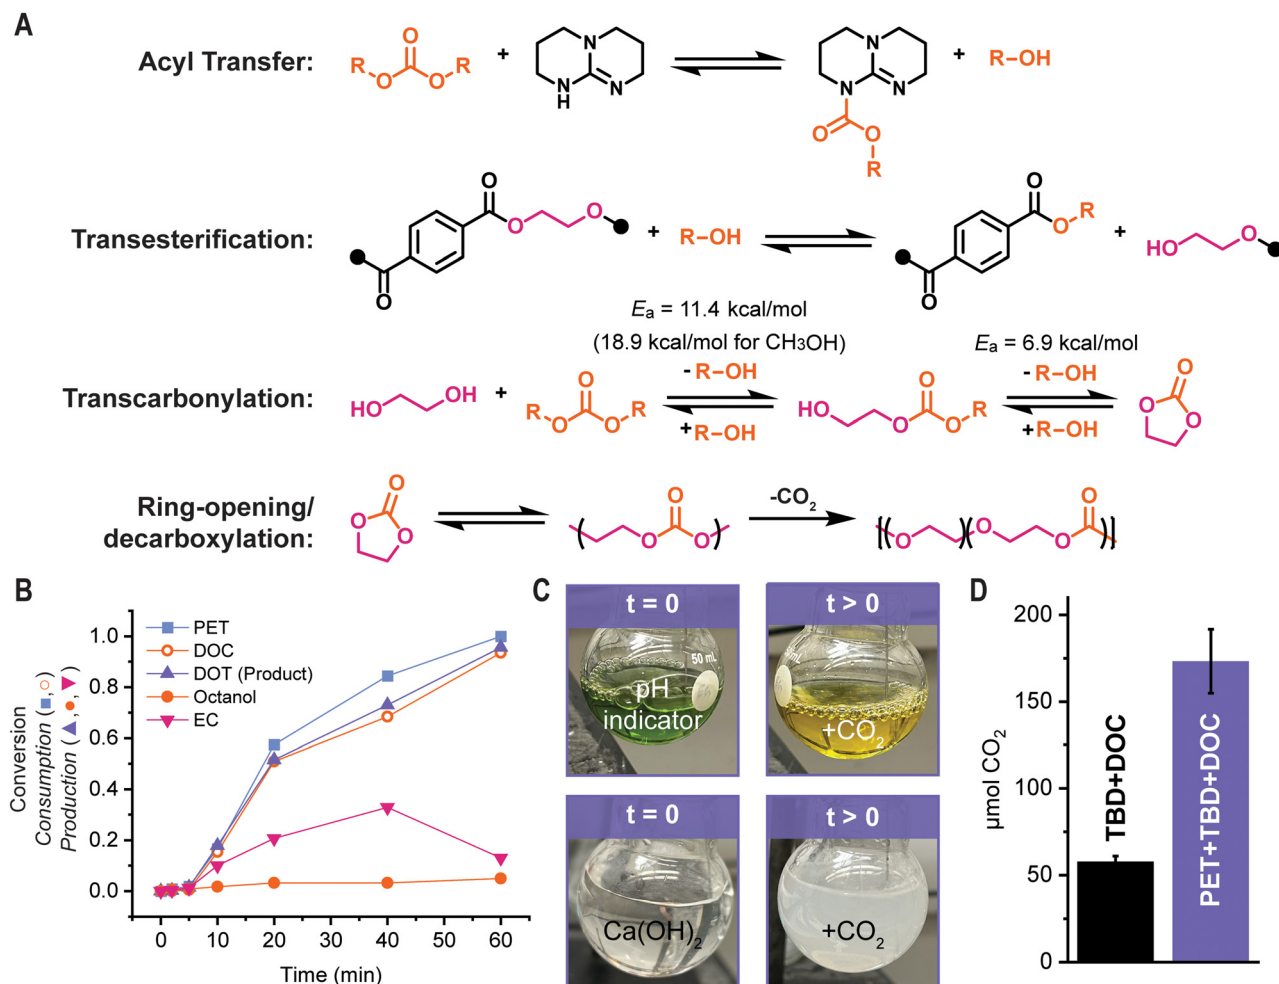 A
Acyl Transfer:
R O O O R + N N H N ⇌ N N N O O R + R–OH
Transesterification:
O O O O + R–OH ⇌ O O R O + HO O
Ea = 11.4 kcal/mol
(18.9 kcal/mol for CH3OH)
Ea = 6.9 kcal/mol
Transcarbonylation:
HO OH + R O O O R
- R–OH
+R–OH
HO O O O R
- R–OH
+R–OH
O O O
Ring-opening/
decarboxylation:
O O O
( O O O )
-CO2
[( O )( O O O O )]
B
PET
DOC
DOT (Product)
Octanol
EC
Conversion
Consumption (■, ○)
Production (▲, ●, ▼)
1.0
0.8
0.6
0.4
0.2
0.0
0 10 20 30 40 50 60
Time (min)
C
t = 0
50 mL
pH
indicator
t > 0
mL
+CO2
t = 0
Ca(OH)2
t > 0
+CO2
D
µmol CO2
200
150
100
50
0
TBD+DOC
PET+TBD+DOC